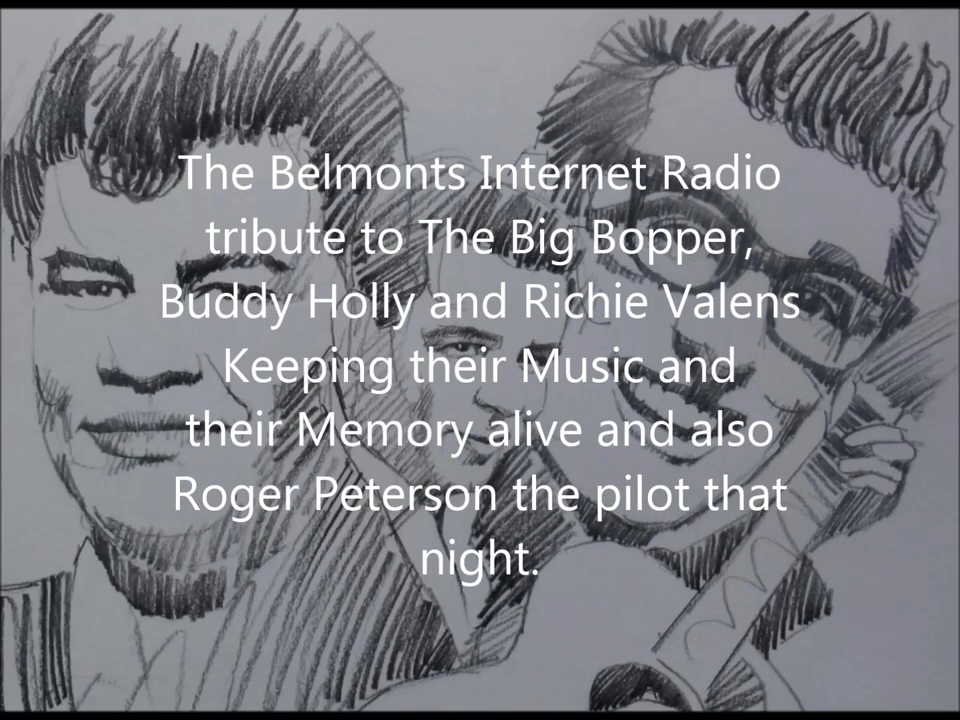 The Belmonts Internet Radio
tribute to The Big Bopper,
Buddy Holly and Richie Valens
Keeping their Music and
their Memory alive and also
Roger Peterson the pilot that
night.